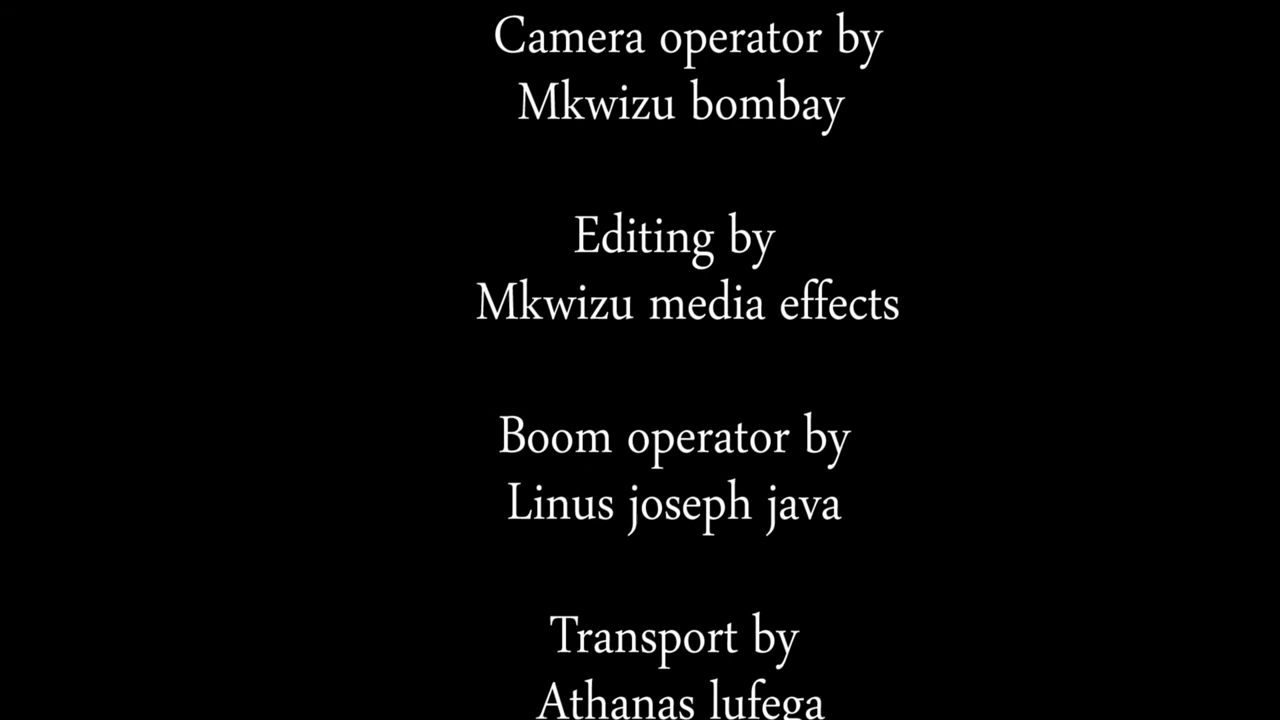 Camera operator by
Mkwizu bombay
Editing by
Mkwizu media effects
Boom operator by
Linus joseph java
Transport by
Athanas lufega